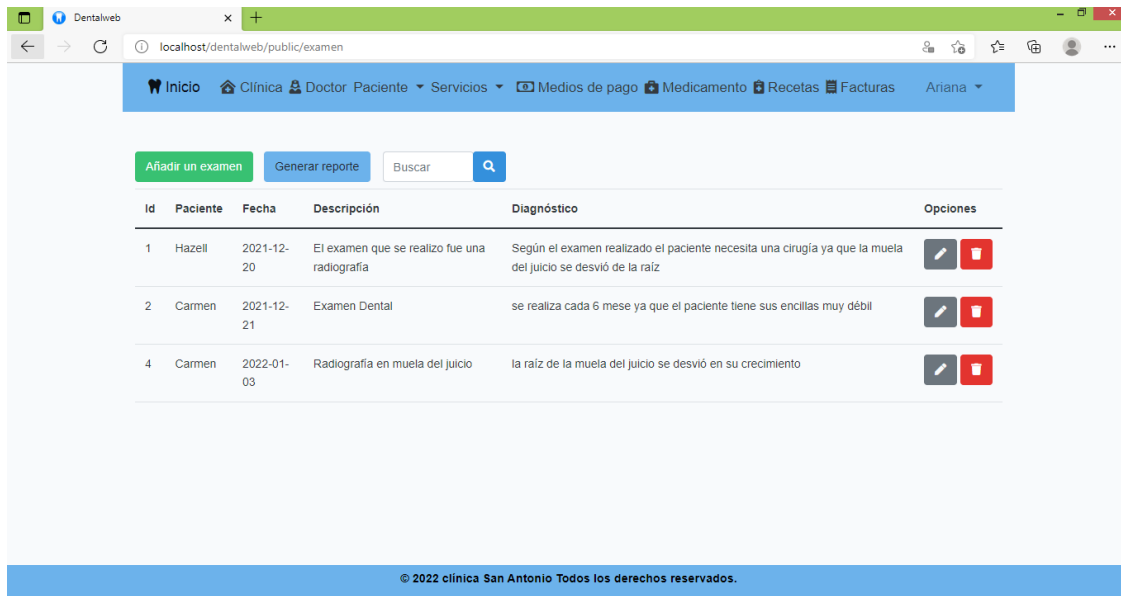 Dentalweb
localhost/dentalweb/public/examen
Inicio Clínica Doctor Paciente Servicios Medios de pago Medicamento Recetas Facturas Ariana
Añadir un examen Generar reporte Buscar
Id Paciente Fecha Descripción Diagnóstico Opciones
1 Hazell 2021-12- El examen que se realizo fue una Según el examen realizado el paciente necesita una cirugía ya que la muela
20 radiografía del juicio se desvió de la raíz
2 Carmen 2021-12- Examen Dental se realiza cada 6 mese ya que el paciente tiene sus encillas muy débil
21
4 Carmen 2022-01- Radiografía en muela del juicio la raíz de la muela del juicio se desvió en su crecimiento
03
© 2022 clínica San Antonio Todos los derechos reservados.